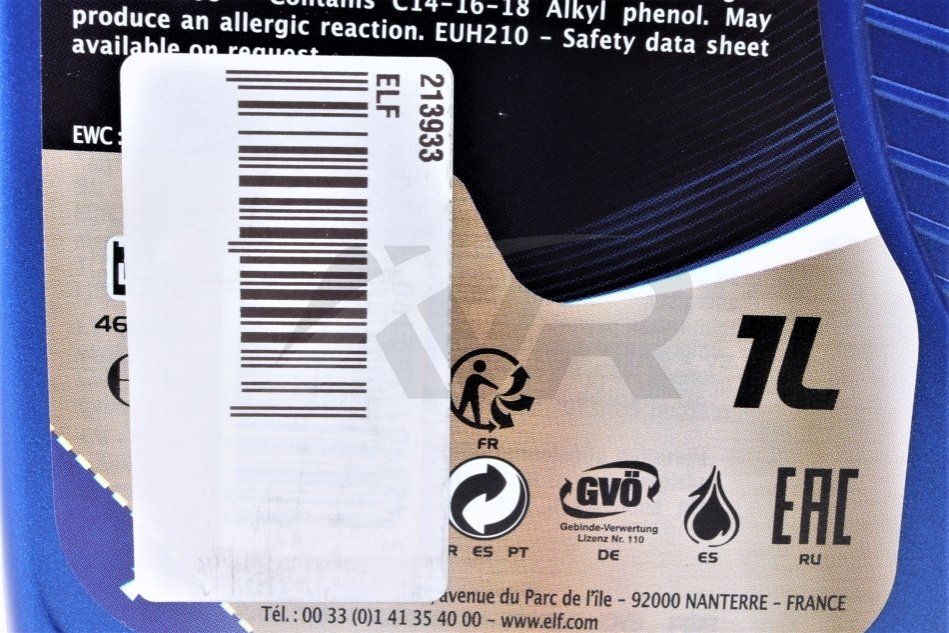 Contains C14-16-18 Alkyl phenol. May
produce an allergic reaction. EUH210 – Safety data sheet
available on request.
EWC :
213933
ELF
46
1L
FR
GVÖ
Gebinde-Verwertung
Lizenz Nr. 110
R ES PT
DE
ES
EAC
RU
avenue du Parc de l'île – 92000 NANTERRE – FRANCE
Tél. : 00 33 (0)1 41 35 40 00 – www.elf.com